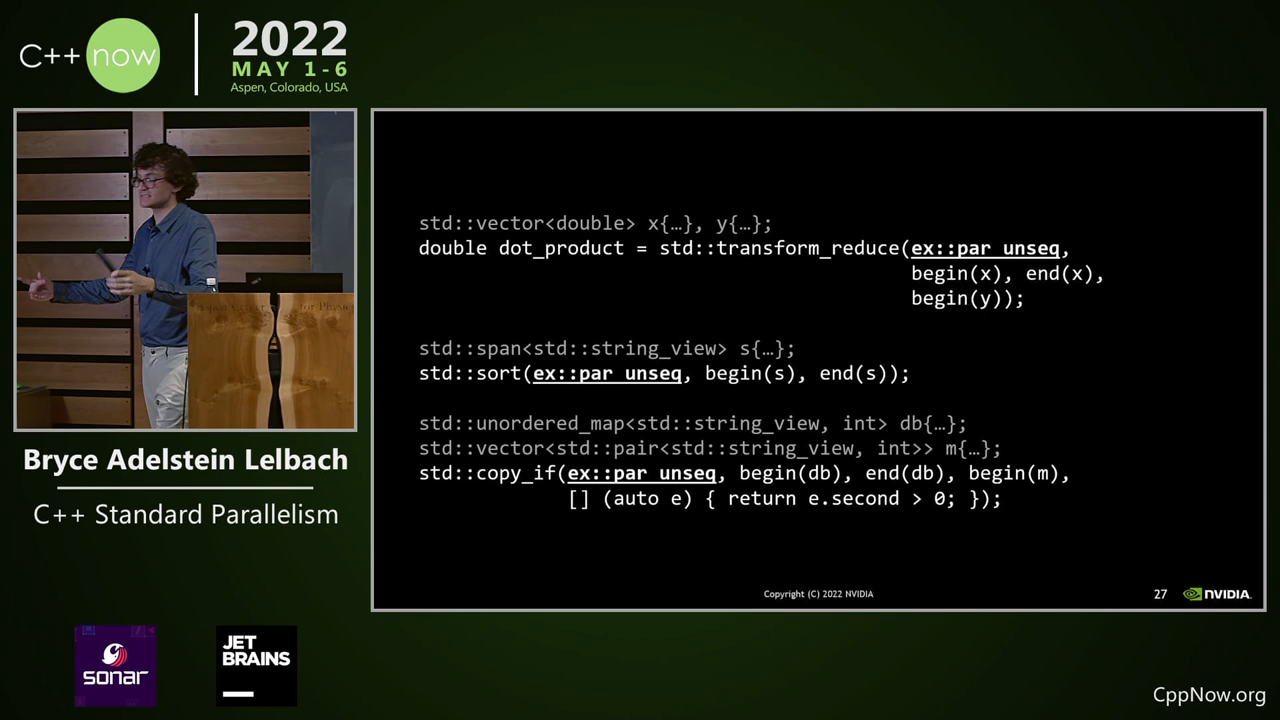 C++ now
2022
MAY 1-6
Aspen, Colorado, USA
std::vector<double> x{…}, y{…};
double dot_product = std::transform_reduce(ex::par_unseq,
begin(x), end(x),
begin(y));
std::span<std::string_view> s{…};
std::sort(ex::par_unseq, begin(s), end(s));
std::unordered_map<std::string_view, int> db{…};
std::vector<std::pair<std::string_view, int>> m{…};
std::copy_if(ex::par_unseq, begin(db), end(db), begin(m),
[] (auto e) { return e.second > 0; });
Copyright (C) 2022 NVIDIA
27
NVIDIA.
for Physics
Bryce Adelstein Lelbach
C++ Standard Parallelism
sonar
JET
BRAINS
CppNow.org